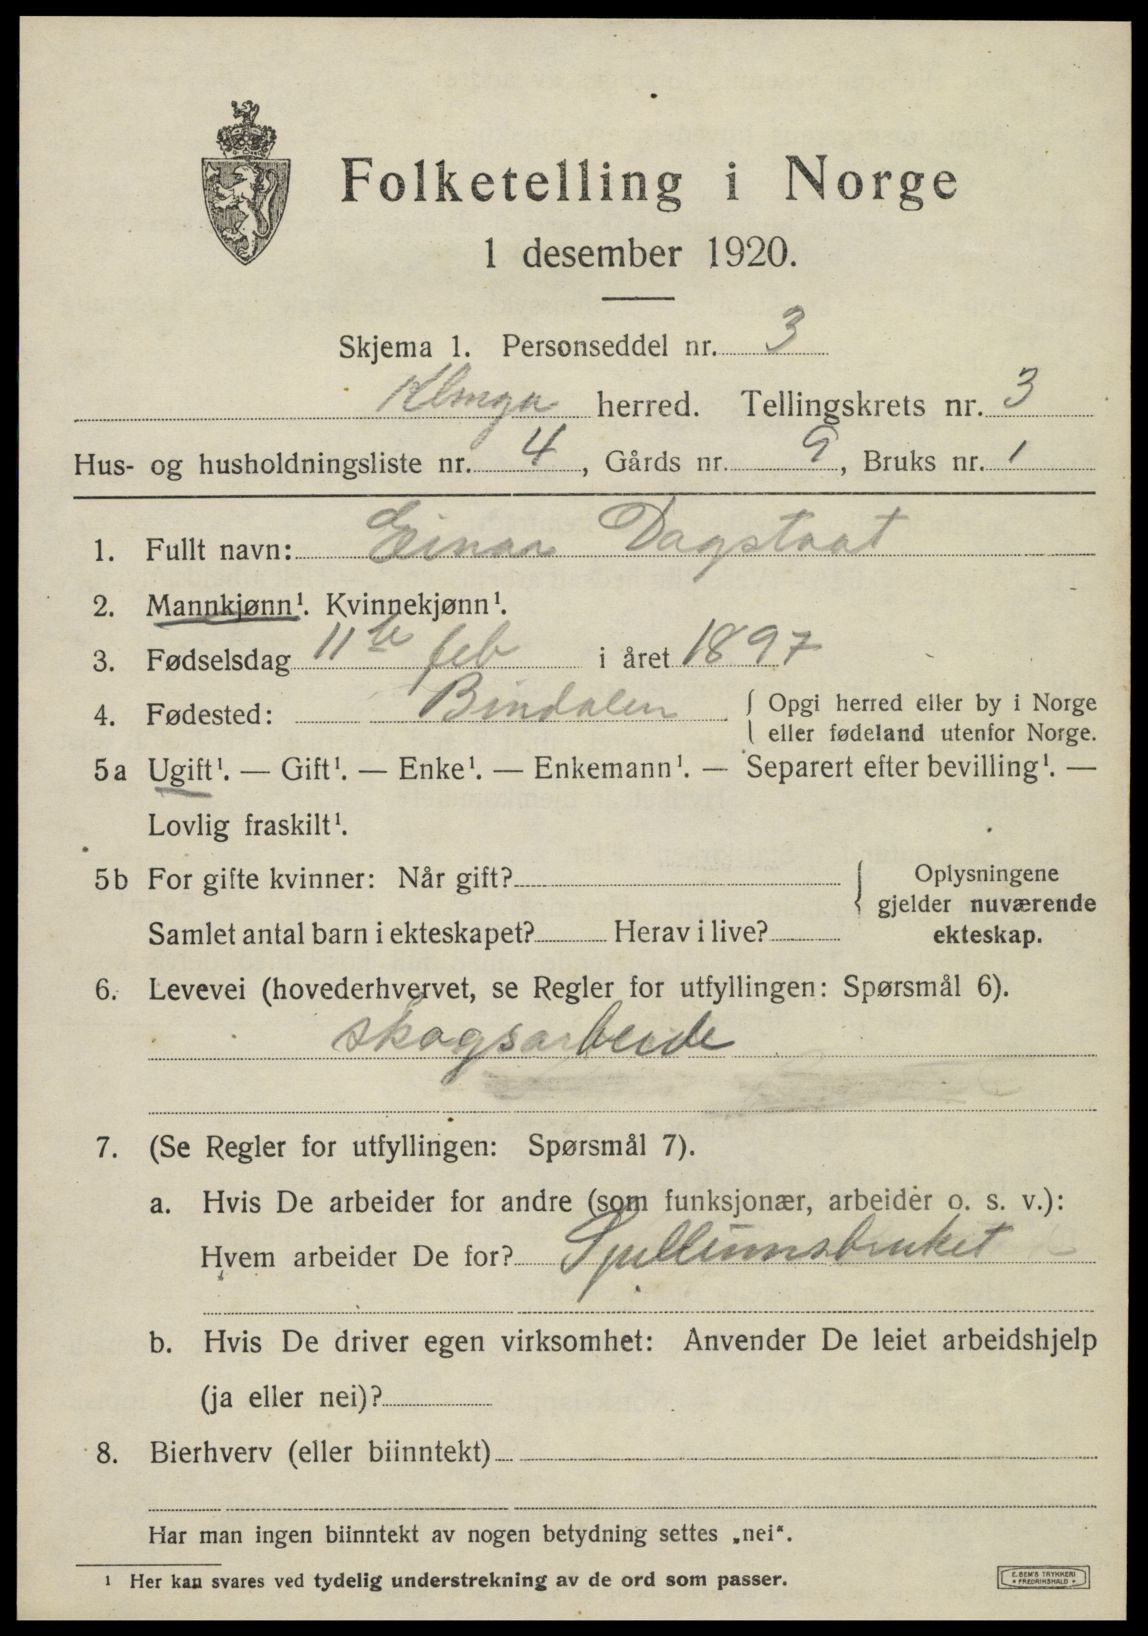 Folketelling i Norge
1 desember 1920.
Skjema 1. Personseddel nr. 3
Klinga herred. Tellingskrets nr. 3
Hus- og husholdningsliste nr. 4, Gårds nr. 9, Bruks nr. 1
1. Fullt navn: Einar Dagstaat
2. Mannkjønn¹. Kvinnekjønn¹.
3. Fødselsdag 11te feb i året 1897
4. Fødested: Bindalen { Opgi herred eller by i Norge
eller fødeland utenfor Norge.
5a Ugift¹. — Gift¹. — Enke¹. — Enkemann¹. — Separert efter bevilling¹. —
Lovlig fraskilt¹.
5b For gifte kvinner: Når gift? { Oplysningene
gjelder nuværende
Samlet antal barn i ekteskapet? Herav i live? ekteskap.
6. Levevei (hovederhvervet, se Regler for utfyllingen: Spørsmål 6).
skogsarbeide
7. (Se Regler for utfyllingen: Spørsmål 7).
a. Hvis De arbeider for andre (som funksjonær, arbeider o. s. v.):
Hvem arbeider De for? Spillumsbruket
b. Hvis De driver egen virksomhet: Anvender De leiet arbeidshjelp
(ja eller nei)?
8. Bierhverv (eller biinntekt)
Har man ingen biinntekt av nogen betydning settes „nei“.
¹ Her kan svares ved tydelig understrekning av de ord som passer.
E. SEM'S TRYKKERI
• FREDRIKSHALD •